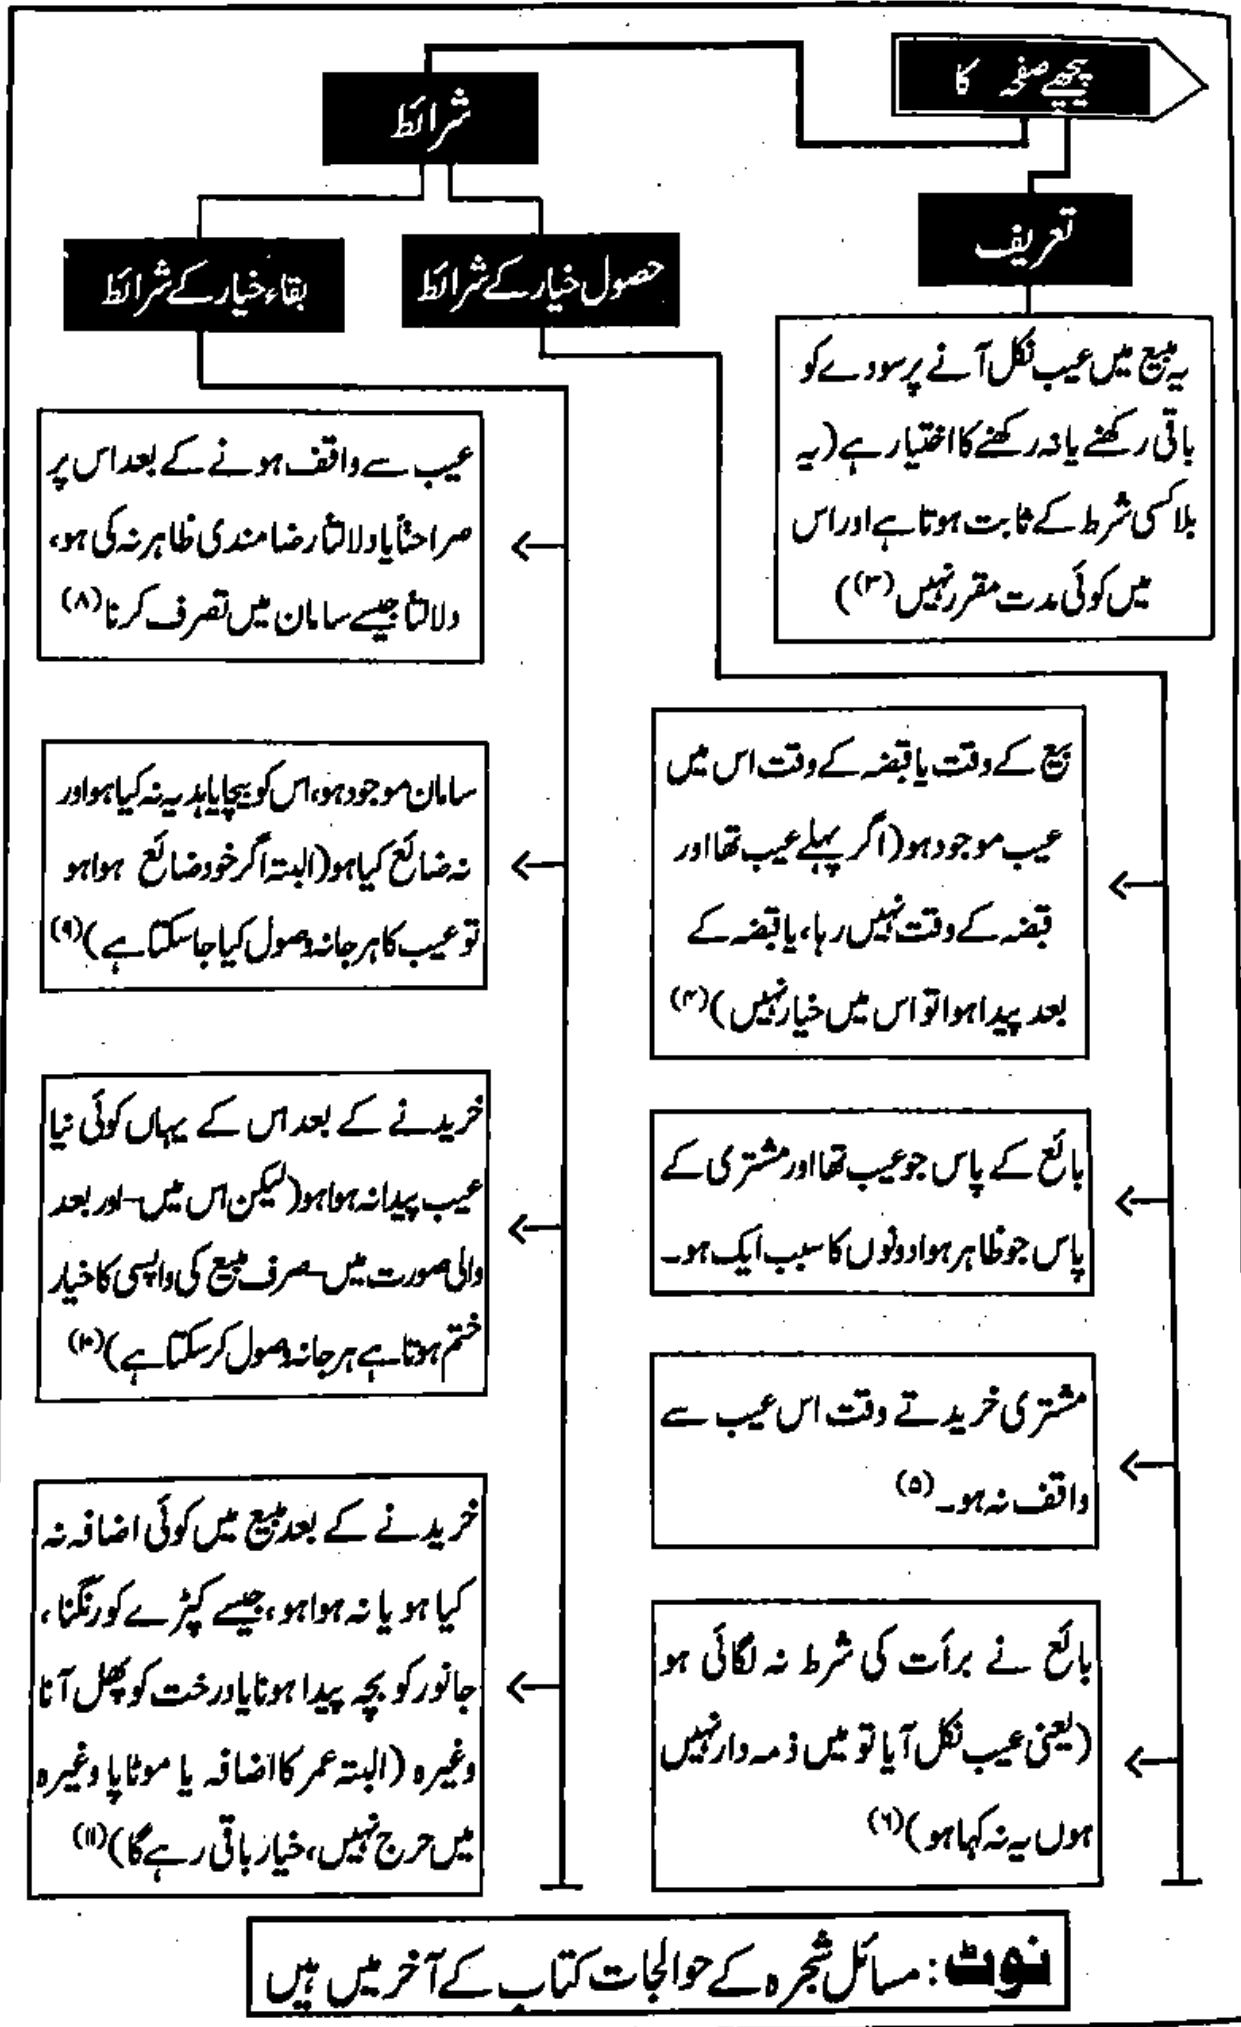 پچھلے صفحہ کا
تعریف
یہ مبیع میں عیب نکل آنے پر سودے کو
باقی رکھنے یا نہ رکھنے کا اختیار ہے (یہ
بلا کسی شرط کے ثابت ہوتا ہے اور اس
میں کوئی مدت مقرر نہیں (۳))
شرائط
حصول خیار کے شرائط
بیع کے وقت یا قبضہ کے وقت اس میں
عیب موجود ہو (اگر پہلے عیب تھا اور
قبضہ کے وقت نہیں رہا، یا قبضہ کے
بعد پیدا ہوا تو اس میں خیار نہیں) (۴)
بائع کے پاس جو عیب تھا اور مشتری کے
پاس جو ظاہر ہوا دونوں کا سبب ایک ہو۔
مشتری خریدتے وقت اس عیب سے
واقف نہ ہو۔ (۵)
بائع نے برأت کی شرط نہ لگائی ہو
(یعنی عیب نکل آیا تو میں ذمہ دار نہیں
ہوں یہ نہ کہا ہو) (۶)
بقاء خیار کے شرائط
عیب سے واقف ہونے کے بعد اس پر
صراحتاً یا دلالتاً رضامندی ظاہر نہ کی ہو،
دلالتاً جیسے سامان میں تصرف کرنا (۸)
سامان موجود ہو، اس کو بیچا یا ہدیہ نہ کیا ہو اور
نہ ضائع کیا ہو (البتہ اگر خود ضائع ہوا ہو
تو عیب کا ہرجانہ وصول کیا جا سکتا ہے) (۹)
خریدنے کے بعد اس کے یہاں کوئی نیا
عیب پیدا نہ ہوا ہو (لیکن اس میں - اور بعد
والی صورت میں - صرف مبیع کی واپسی کا خیار
ختم ہوتا ہے ہرجانہ وصول کر سکتا ہے) (۱۰)
خریدنے کے بعد مبیع میں کوئی اضافہ نہ
کیا ہو یا نہ ہوا ہو، جیسے کپڑے کو رنگنا،
جانور کو بچہ پیدا ہونا یا درخت کو پھل آنا
وغیرہ (البتہ عمر کا اضافہ یا موٹاپا وغیرہ
میں حرج نہیں، خیار باقی رہے گا) (۱۱)
نوٹ: مسائل شجرہ کے حوالجات کتاب کے آخر میں ہیں